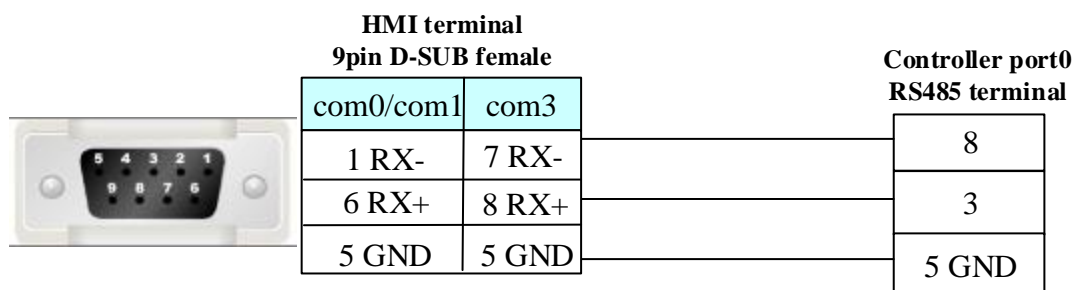 HMI terminal
9pin D-SUB female
Controller port0
RS485 terminal
com0/com1 com3
1 RX- 7 RX-
6 RX+ 8 RX+
5 GND 5 GND
8
3
5 GND
5 4 3 2 1
9 8 7 6